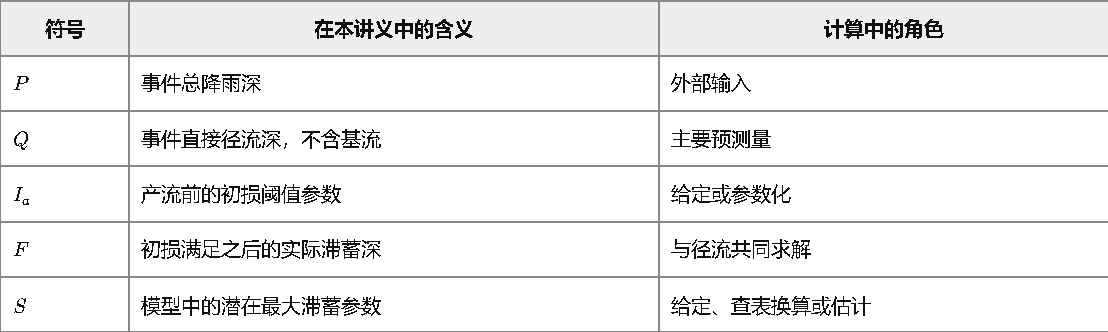 符号 在本讲义中的含义 计算中的角色
P 事件总降雨深 外部输入
Q 事件直接径流深，不含基流 主要预测量
Iₐ 产流前的初损阈值参数 给定或参数化
F 初损满足之后的实际滞蓄深 与径流共同求解
S 模型中的潜在最大滞蓄参数 给定、查表换算或估计